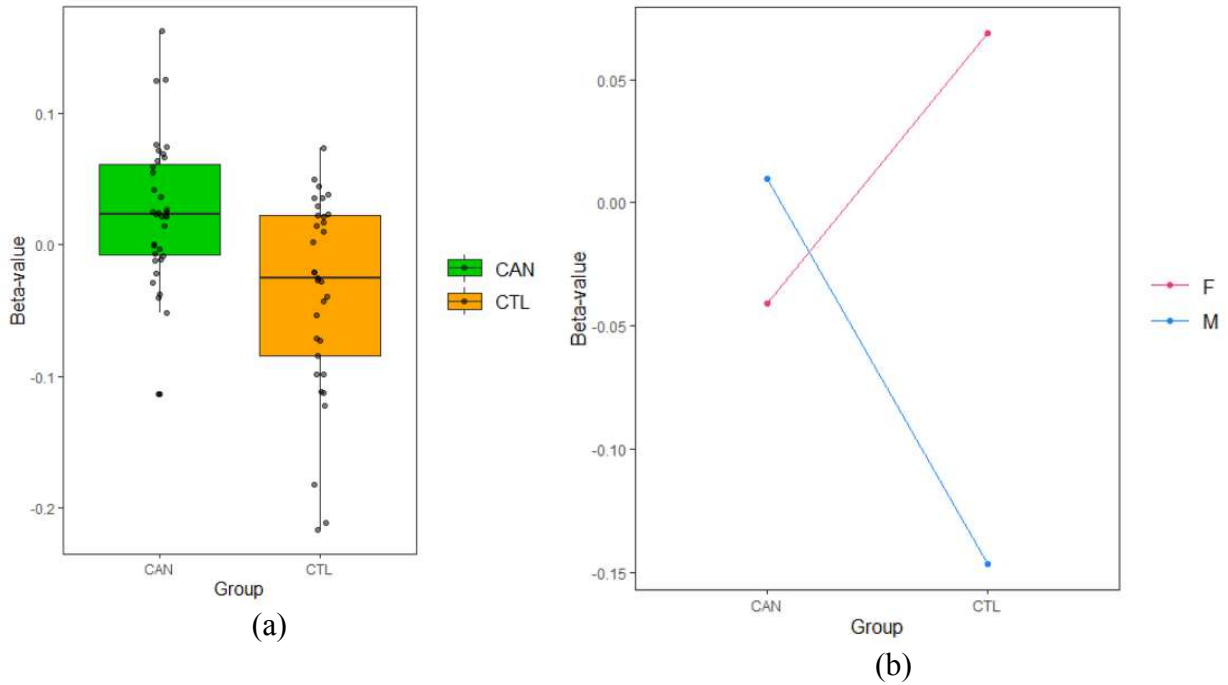 Beta-value
0.1
0.0
-0.1
-0.2
CAN
CTL
Group
CAN
CTL
(a)
Beta-value
0.05
0.00
-0.05
-0.10
-0.15
CAN
CTL
Group
F
M
(b)